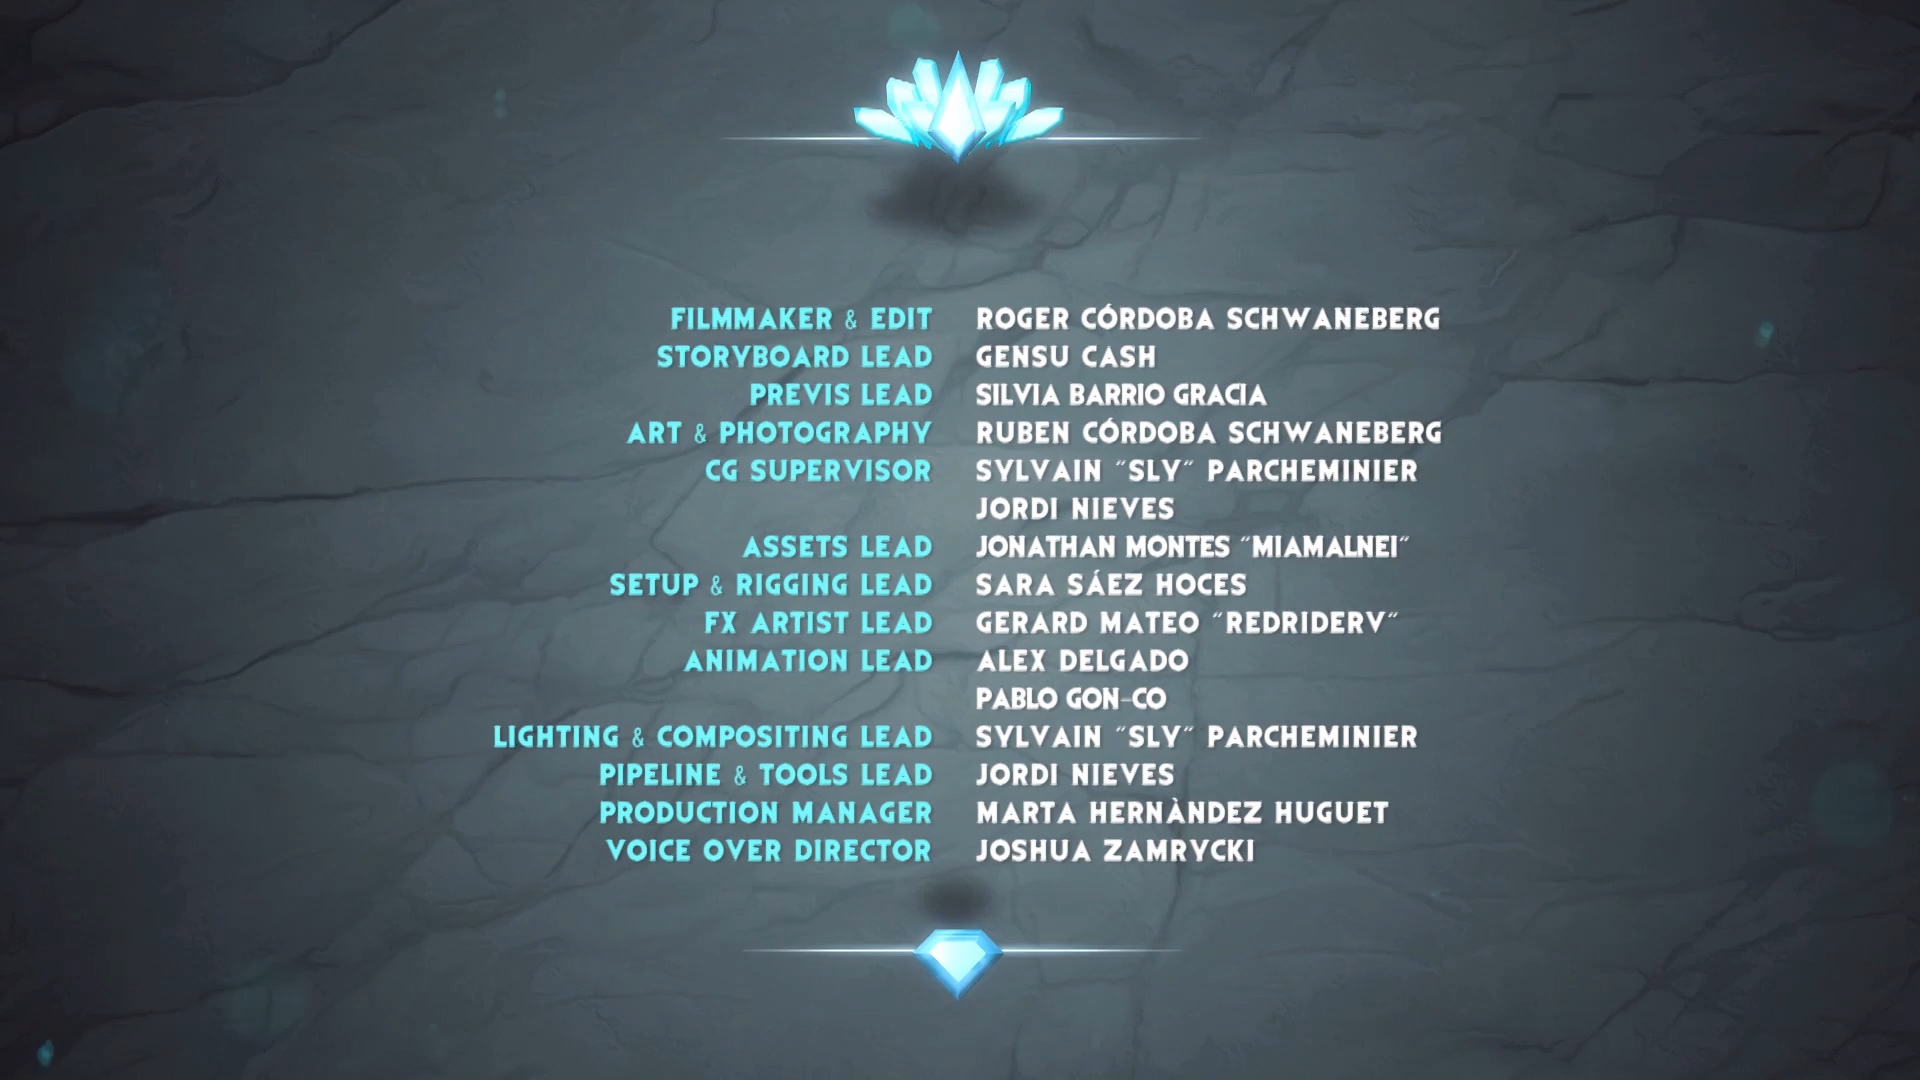 FILMMAKER & EDIT ROGER CÓRDOBA SCHWANEBERG
STORYBOARD LEAD GENSU CASH
PREVIS LEAD SILVIA BARRIO GRACIA
ART & PHOTOGRAPHY RUBEN CÓRDOBA SCHWANEBERG
CG SUPERVISOR SYLVAIN "SLY" PARCHEMINIER
JORDI NIEVES
ASSETS LEAD JONATHAN MONTES "MIAMALNEI"
SETUP & RIGGING LEAD SARA SÁEZ HOCES
FX ARTIST LEAD GERARD MATEO "REDRIDERV"
ANIMATION LEAD ALEX DELGADO
PABLO GON-CO
LIGHTING & COMPOSITING LEAD SYLVAIN "SLY" PARCHEMINIER
PIPELINE & TOOLS LEAD JORDI NIEVES
PRODUCTION MANAGER MARTA HERNÀNDEZ HUGUET
VOICE OVER DIRECTOR JOSHUA ZAMRYCKI